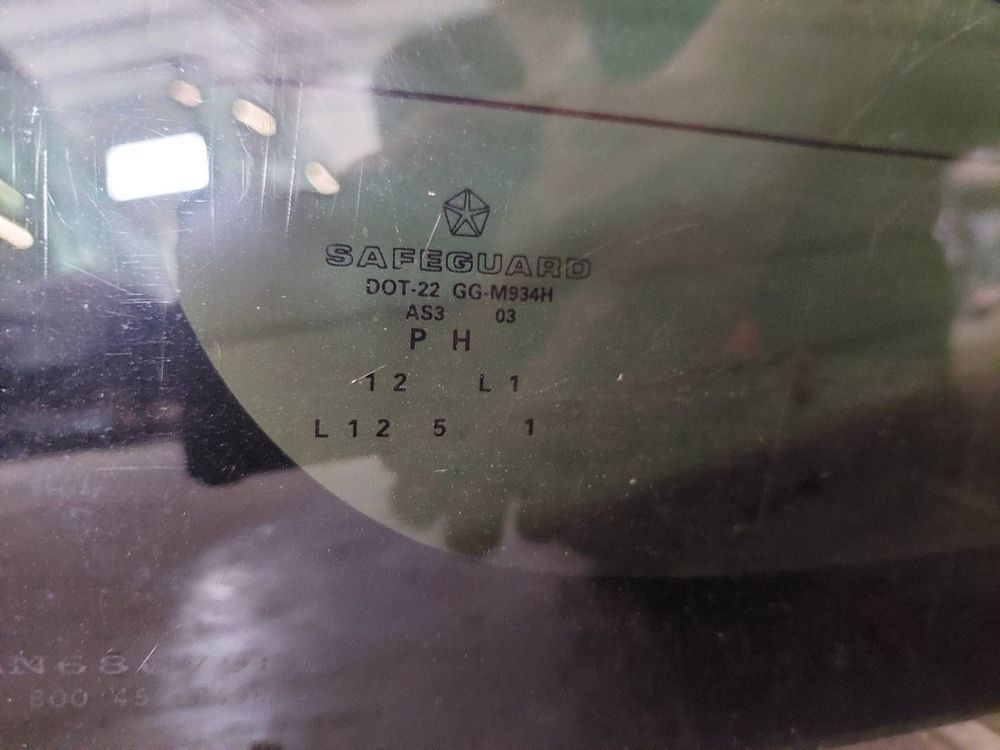 SAFEGUARD
DOT-22 GG-M934H
AS3 03
P H
1 2 L 1
L 1 2 5 1